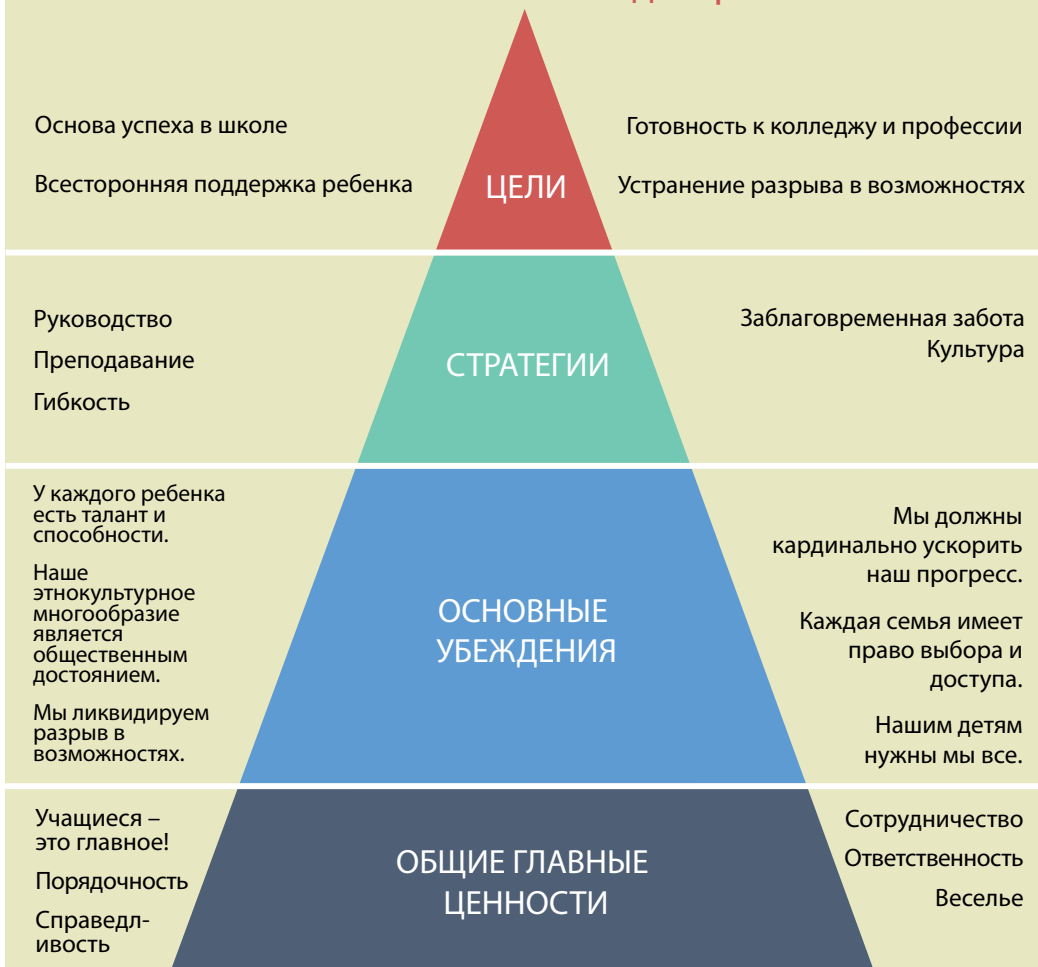 Основа успеха в школе
Всесторонняя поддержка ребенка
ЦЕЛИ
Готовность к колледжу и профессии
Устранение разрыва в возможностях
Руководство
Преподавание
Гибкость
СТРАТЕГИИ
Заблаговременная забота
Культура
У каждого ребенка
есть талант и
способности.
Наше
этнокультурное
многообразие
является
общественным
достоянием.
Мы ликвидируем
разрыв в
возможностях.
ОСНОВНЫЕ
УБЕЖДЕНИЯ
Мы должны
кардинально ускорить
наш прогресс.
Каждая семья имеет
право выбора и
доступа.
Нашим детям
нужны мы все.
Учащиеся –
это главное!
Порядочность
Справедл-
ивость
ОБЩИЕ ГЛАВНЫЕ
ЦЕННОСТИ
Сотрудничество
Ответственность
Веселье